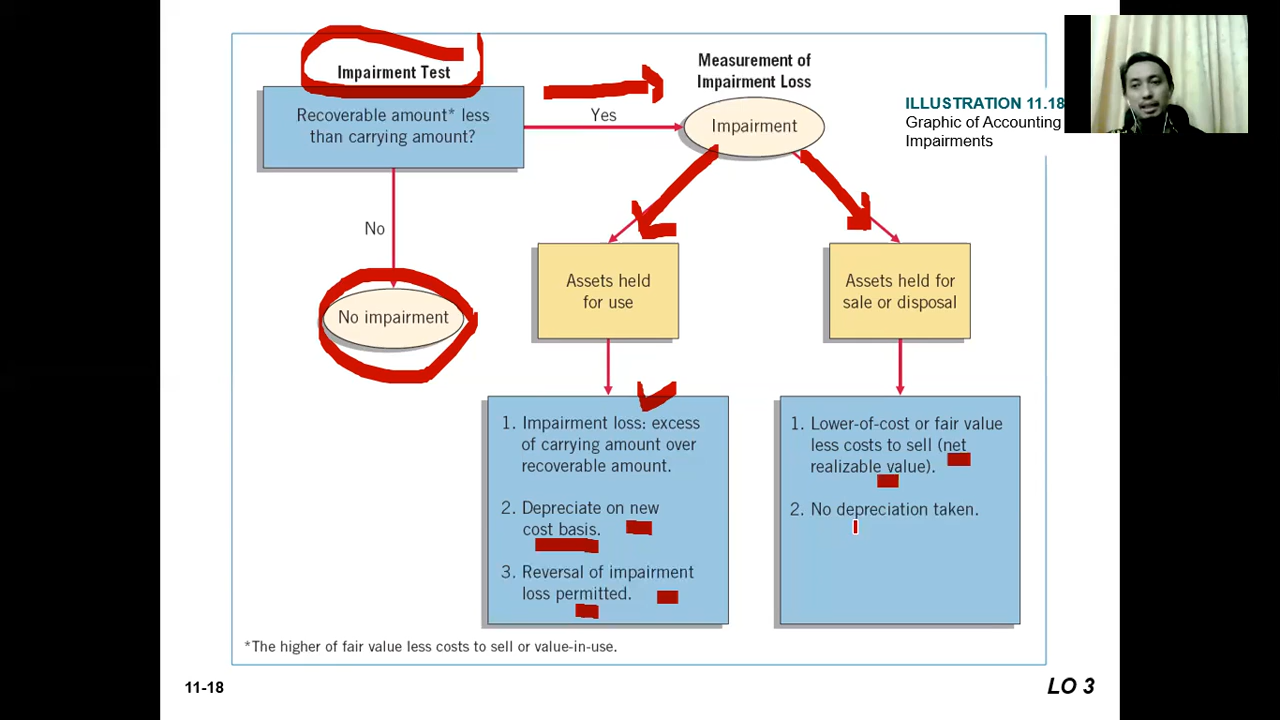 Impairment Test
Recoverable amount* less
than carrying amount?
Yes
Measurement of
Impairment Loss
Impairment
ILLUSTRATION 11.18
Graphic of Accounting
Impairments
No
No impairment
Assets held
for use
Assets held for
sale or disposal
1. Impairment loss: excess
of carrying amount over
recoverable amount.
2. Depreciate on new
cost basis.
3. Reversal of impairment
loss permitted.
1. Lower-of-cost or fair value
less costs to sell (net
realizable value).
2. No depreciation taken.
*The higher of fair value less costs to sell or value-in-use.
11-18
LO 3